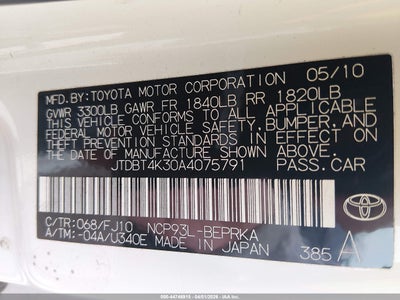 MFD.BY:TOYOTA MOTOR CORPORATION 05/10
GVWR 3300LB GAWR FR 1840LB RR 1820LB
THIS VEHICLE CONFORMS TO ALL APPLICABLE
FEDERAL MOTOR VEHICLE SAFETY, BUMPER, AND
THEFT PREVENTION STANDARDS IN EFFECT ON
THE DATE OF MANUFACTURE SHOWN ABOVE.
JTDBT4K30A4075791 PASS.CAR
C/TR:068/FJ10 NCP93L-BEPRKA
A/TM:-04A/U340E MADE IN JAPAN 385 A
TOYOTA